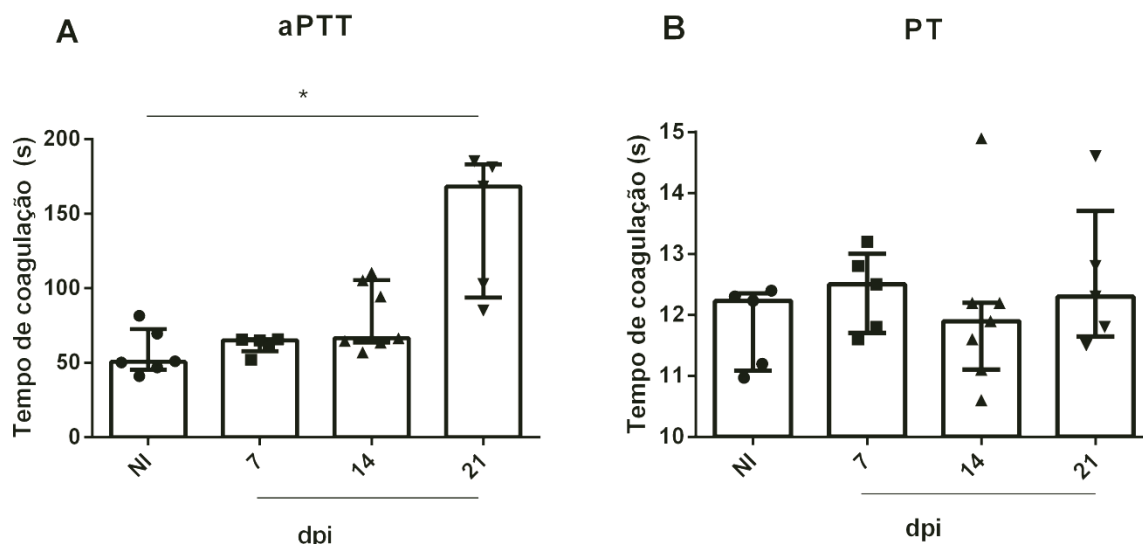 A
aPTT
*
Tempo de coagulação (s)
200
150
100
50
0
NI
7
14
21
dpi
B
PT
Tempo de coagulação (s)
15
14
13
12
11
10
NI
7
14
21
dpi